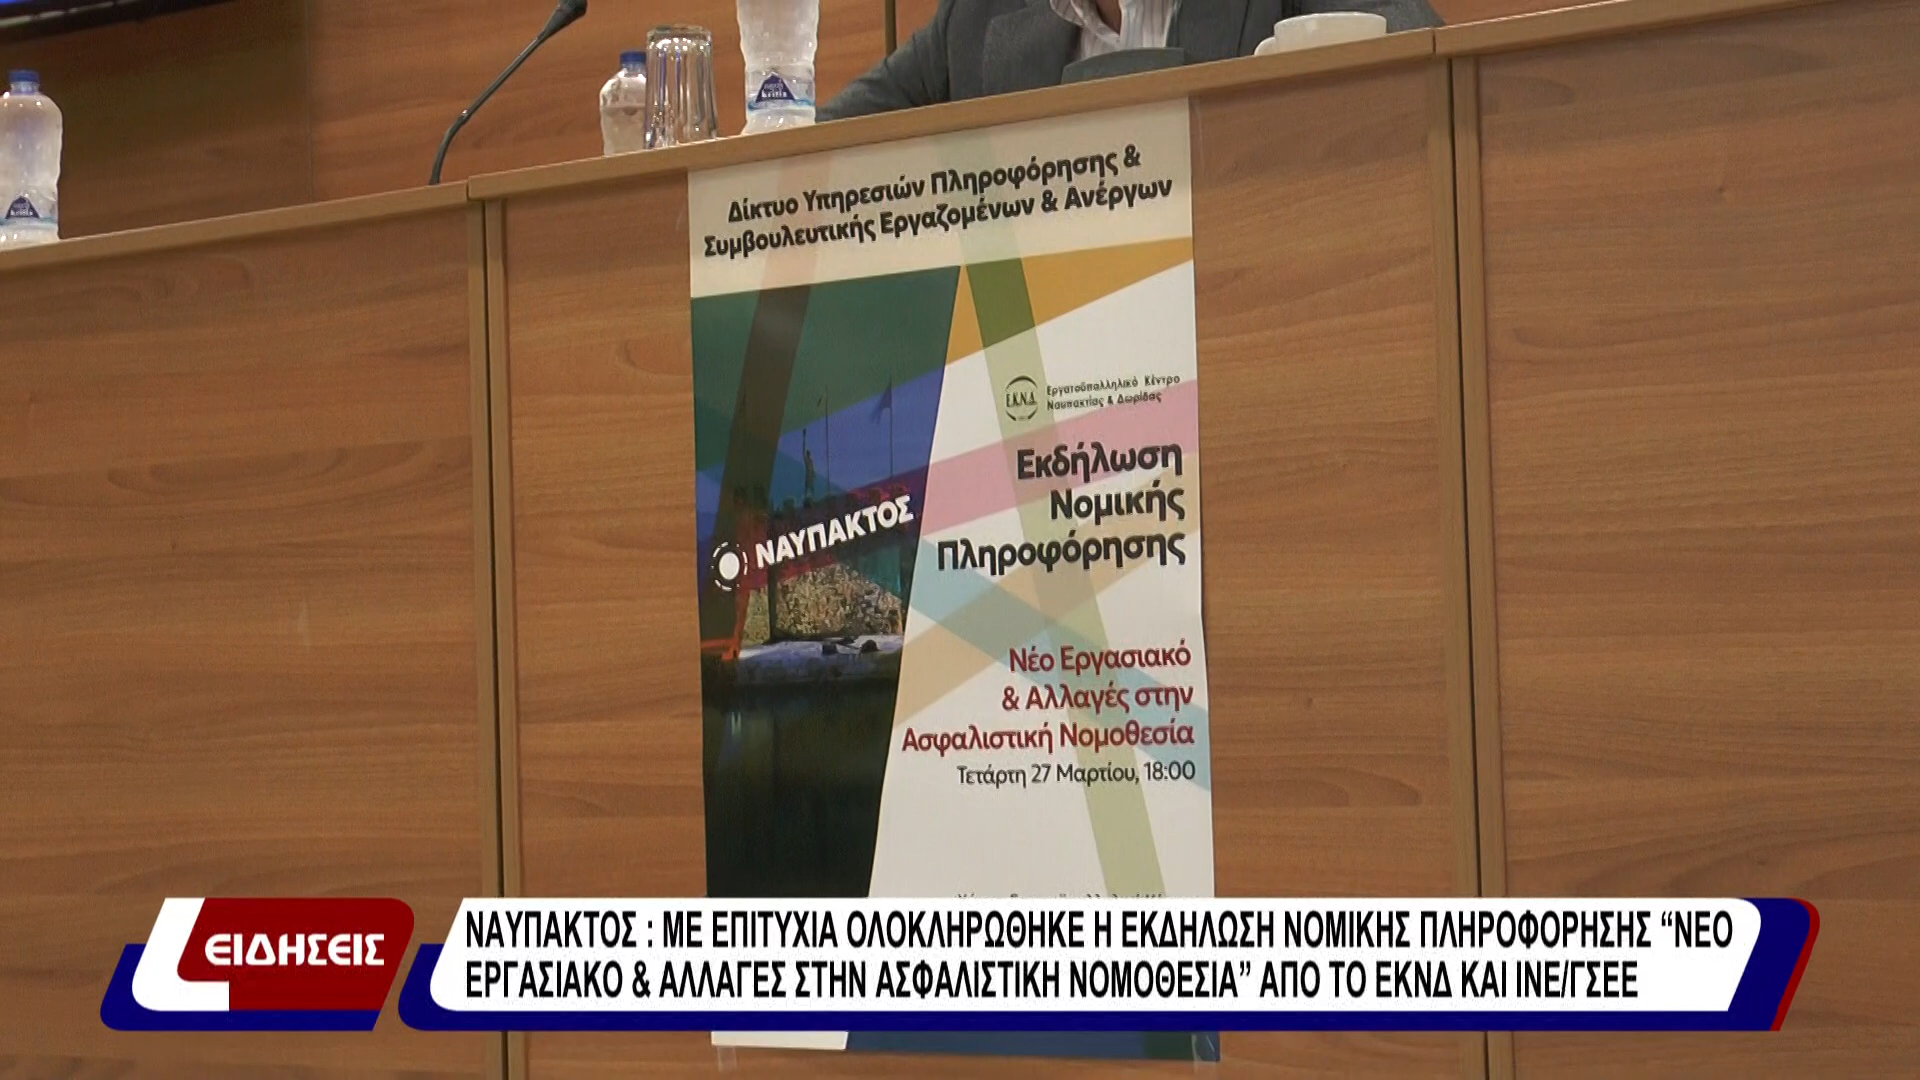 Δίκτυο Υπηρεσιών Πληροφόρησης &
Συμβουλευτικής Εργαζομένων & Ανέργων
Ε.Κ.Ν.Δ.
Εργατοϋπαλληλικό Κέντρο
Ναυπακτίας & Δωρίδας
Εκδήλωση
Νομικής
Πληροφόρησης
ΝΑΥΠΑΚΤΟΣ
Νέο Εργασιακό
& Αλλαγές στην
Ασφαλιστική Νομοθεσία
Τετάρτη 27 Μαρτίου, 18:00
ΕΙΔΗΣΕΙΣ
ΝΑΥΠΑΚΤΟΣ : ΜΕ ΕΠΙΤΥΧΙΑ ΟΛΟΚΛΗΡΩΘΗΚΕ Η ΕΚΔΗΛΩΣΗ ΝΟΜΙΚΗΣ ΠΛΗΡΟΦΟΡΗΣΗΣ “ΝΕΟ
ΕΡΓΑΣΙΑΚΟ & ΑΛΛΑΓΕΣ ΣΤΗΝ ΑΣΦΑΛΙΣΤΙΚΗ ΝΟΜΟΘΕΣΙΑ” ΑΠΟ ΤΟ ΕΚΝΔ ΚΑΙ ΙΝΕ/ΓΣΕΕ